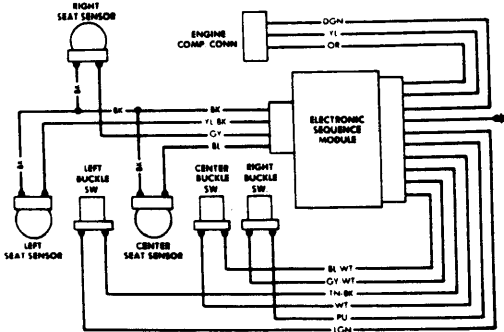 RIGHT
SEAT SENSOR
ENGINE
COMP. CONN
DGN
YL
OR
BK
BK
BK
YL BK
GY
BL
ELECTRONIC
SEQUENCE
MODULE
BK
BK
LEFT
BUCKLE
SW
CENTER
BUCKLE
SW
RIGHT
BUCKLE
SW
LEFT
SEAT SENSOR
CENTER
SEAT SENSOR
BL WT
GY WT
TN-BK
WT
PU
LGN